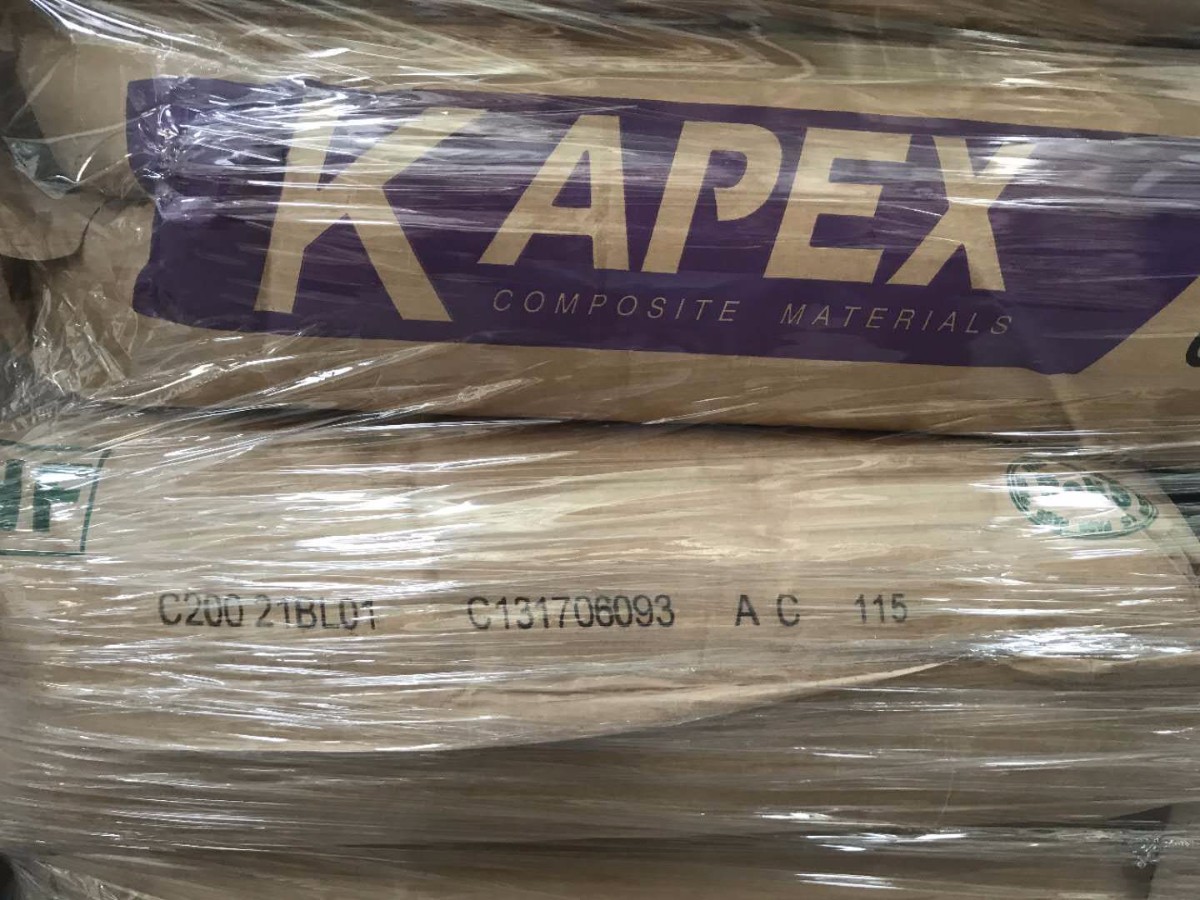 KAPEX
COMPOSITE MATERIALS
C200 21BL01 C131706093 A C 115